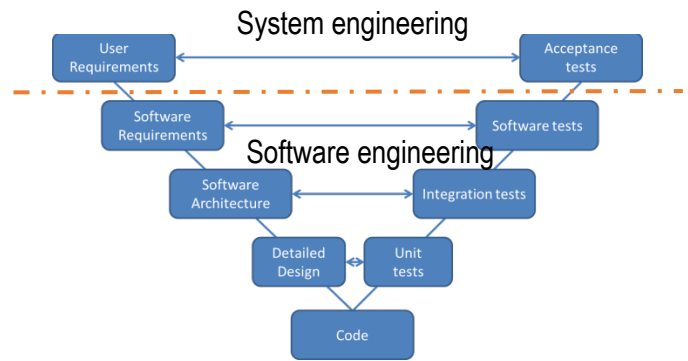 System engineering
User
Requirements
Acceptance
tests
Software
Requirements
Software tests
Software engineering
Software
Architecture
Integration tests
Detailed
Design
Unit
tests
Code